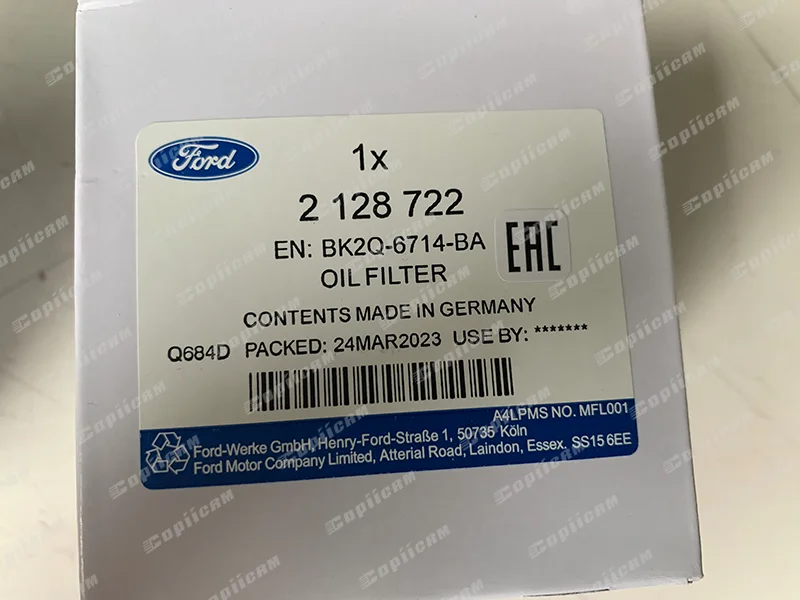 Ford
1x
2 128 722
EN: BK2Q-6714-BA
EAC
OIL FILTER
CONTENTS MADE IN GERMANY
Q684D PACKED: 24MAR2023 USE BY: *******
A4LPMS NO. MFL001
Ford-Werke GmbH, Henry-Ford-Straße 1, 50735 Köln
Ford Motor Company Limited, Atterial Road, Laindon, Essex. SS15 6EE
CopiicAM